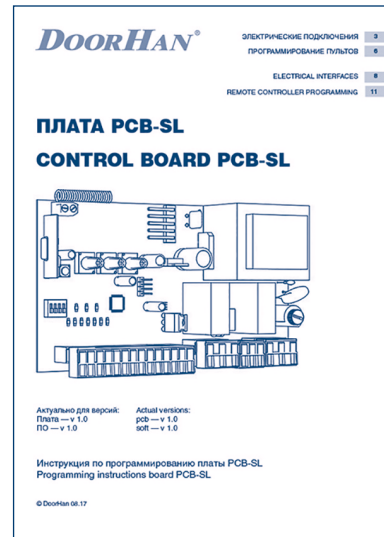 DOORHAN®
ЭЛЕКТРИЧЕСКИЕ ПОДКЛЮЧЕНИЯ 3
ПРОГРАММИРОВАНИЕ ПУЛЬТОВ 6
ELECTRICAL INTERFACES 8
REMOTE CONTROLLER PROGRAMMING 11
ПЛАТА PCB-SL
CONTROL BOARD PCB-SL
Актуально для версий: Actual versions:
Плата — v 1.0 pcb — v 1.0
ПО — v 1.0 soft — v 1.0
Инструкция по программированию платы PCB-SL
Programming instructions board PCB-SL
© DoorHan 08.17